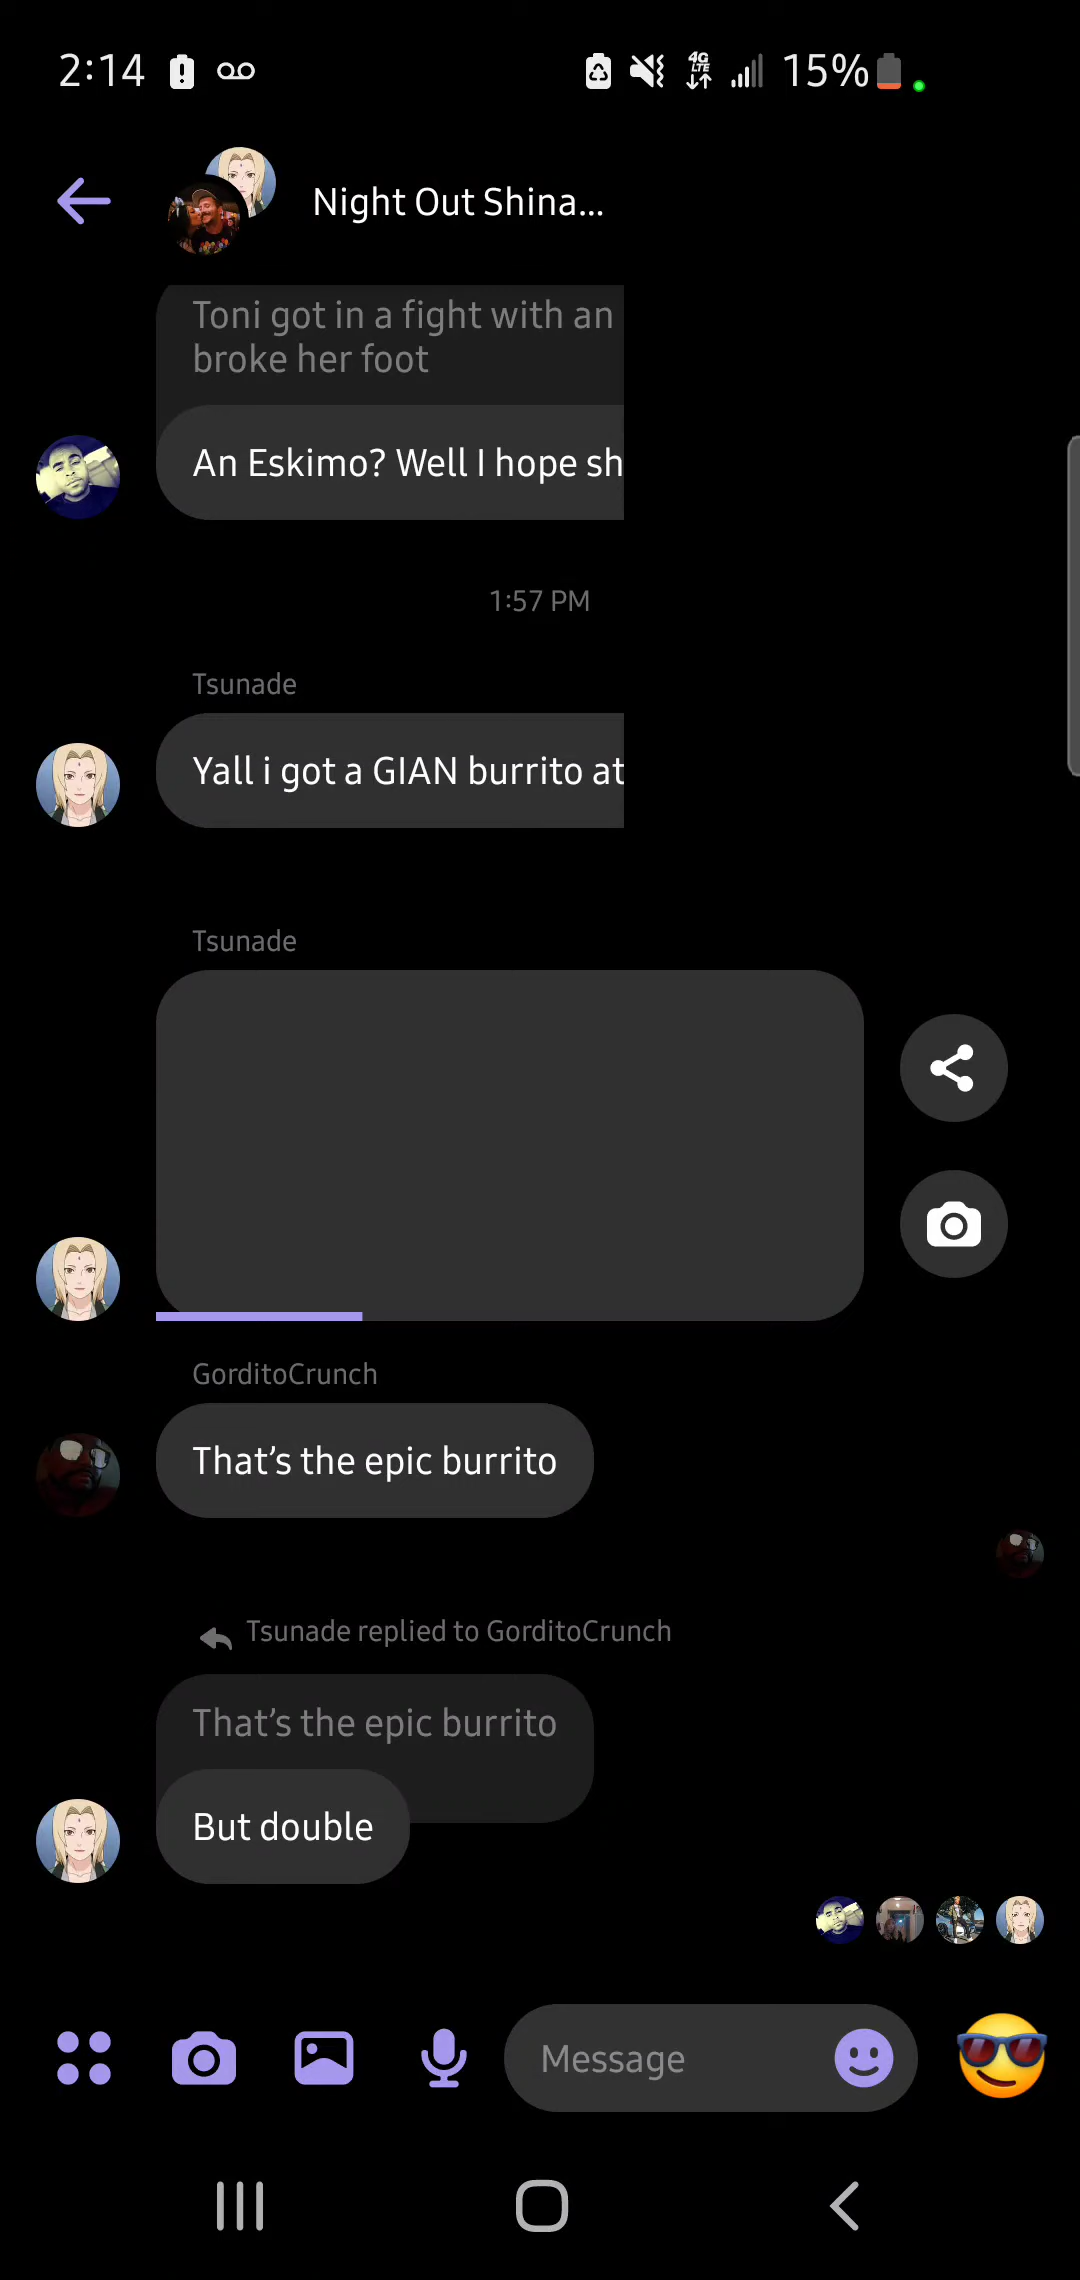 2:14
4G LTE
15%
Night Out Shina...
Toni got in a fight with an
broke her foot
An Eskimo? Well I hope sh
1:57 PM
Tsunade
Yall i got a GIAN burrito at
Tsunade
GorditoCrunch
That's the epic burrito
Tsunade replied to GorditoCrunch
That's the epic burrito
But double
Message